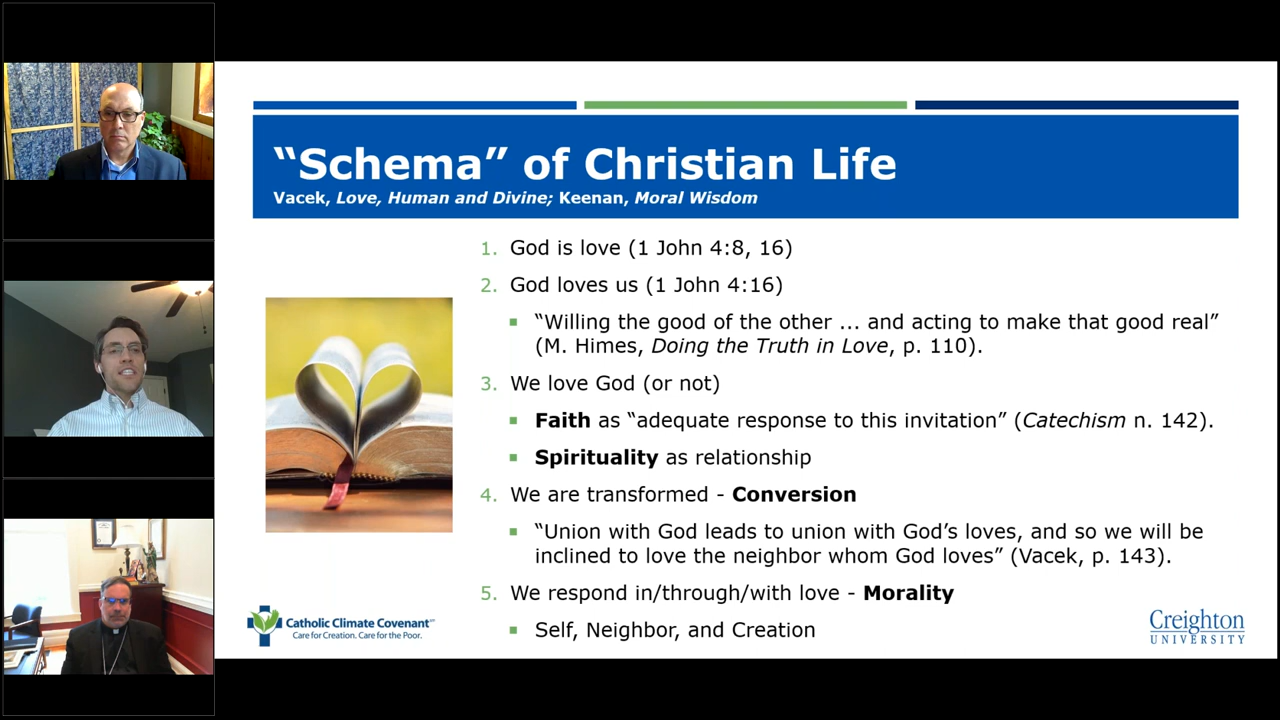 “Schema” of Christian Life
Vacek, Love, Human and Divine; Keenan, Moral Wisdom
1. God is love (1 John 4:8, 16)
2. God loves us (1 John 4:16)
▪ “Willing the good of the other ... and acting to make that good real”
(M. Himes, Doing the Truth in Love, p. 110).
3. We love God (or not)
▪ Faith as “adequate response to this invitation” (Catechism n. 142).
▪ Spirituality as relationship
4. We are transformed - Conversion
▪ “Union with God leads to union with God’s loves, and so we will be
inclined to love the neighbor whom God loves” (Vacek, p. 143).
5. We respond in/through/with love - Morality
▪ Self, Neighbor, and Creation
Catholic Climate Covenant
Care for Creation. Care for the Poor.
Creighton
UNIVERSITY